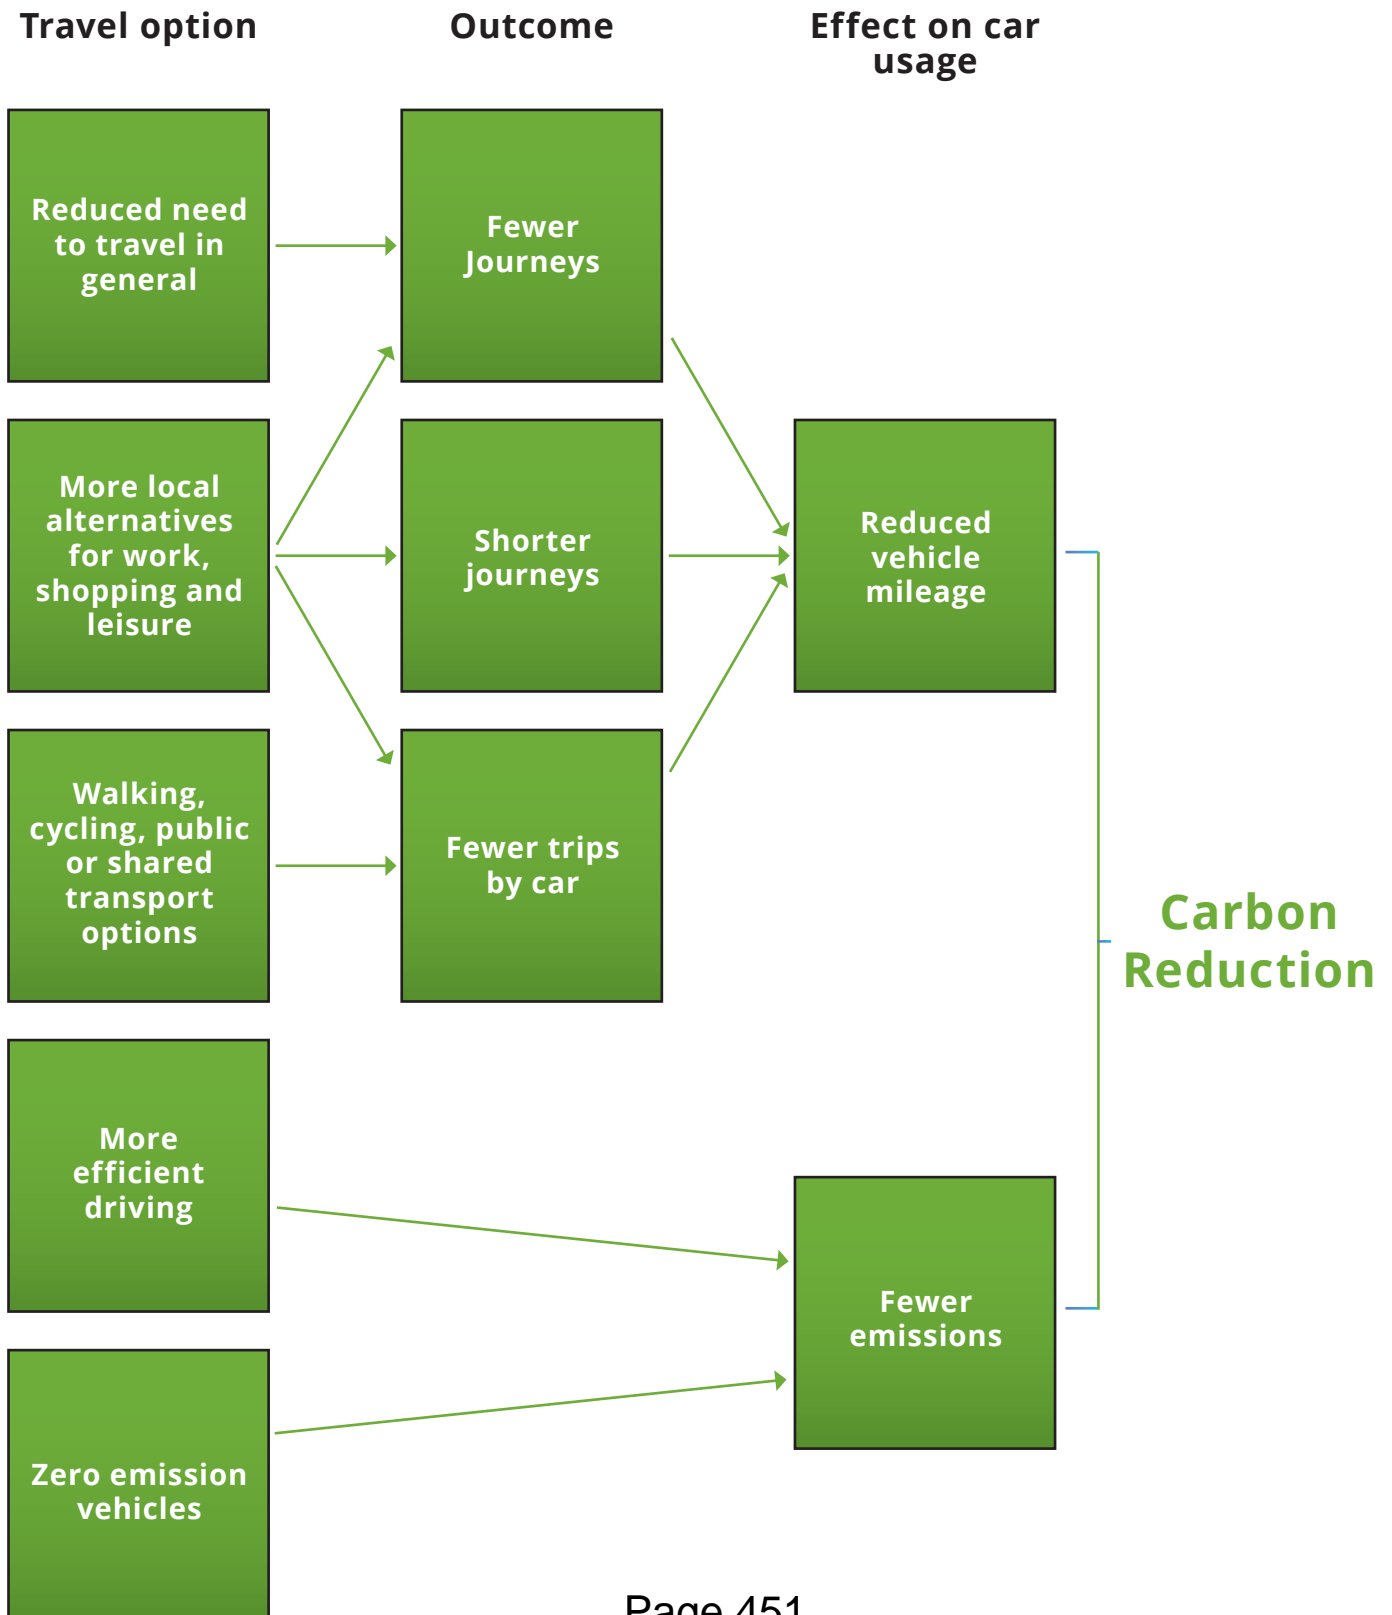 Travel option
Outcome
Effect on car
usage
Reduced need
to travel in
general
Fewer
Journeys
More local
alternatives
for work,
shopping and
leisure
Shorter
journeys
Reduced
vehicle
mileage
Walking,
cycling, public
or shared
transport
options
Fewer trips
by car
Carbon
Reduction
More
efficient
driving
Fewer
emissions
Zero emission
vehicles
Page 451